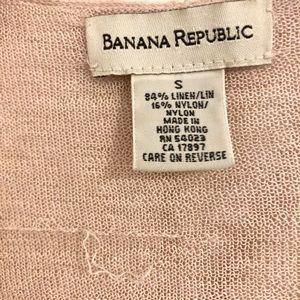 BANANA REPUBLIC
S
84% LINEN/LIN
16% NYLON/
NYLON
MADE IN
HONG KONG
RN 54023
CA 17897
CARE ON REVERSE